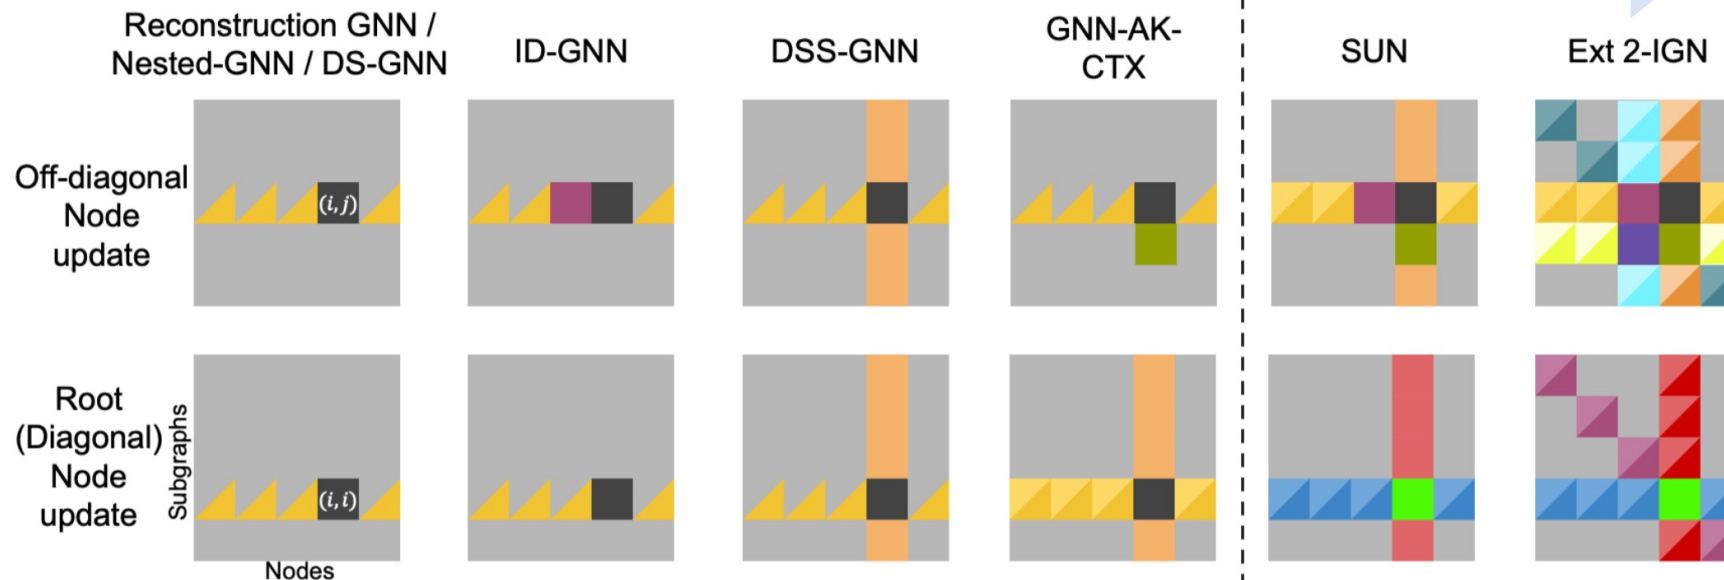 Reconstruction GNN /
Nested-GNN / DS-GNN
ID-GNN
DSS-GNN
GNN-AK-
CTX
SUN
Ext 2-IGN
Off-diagonal
Node
update
(i,j)
Root
(Diagonal)
Node
update
Subgraphs
(i,i)
Nodes